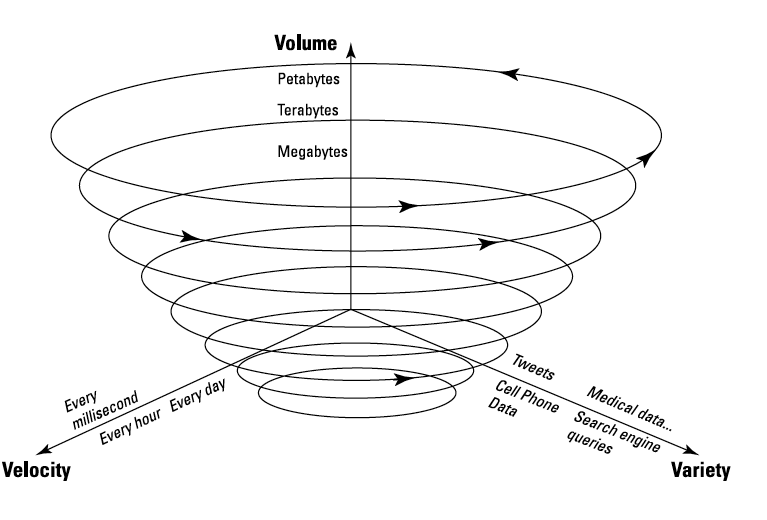 Volume
Petabytes
Terabytes
Megabytes
Every
millisecond
Every hour
Every day
Velocity
Tweets
Cell Phone
Data
Medical data...
Search engine
queries
Variety